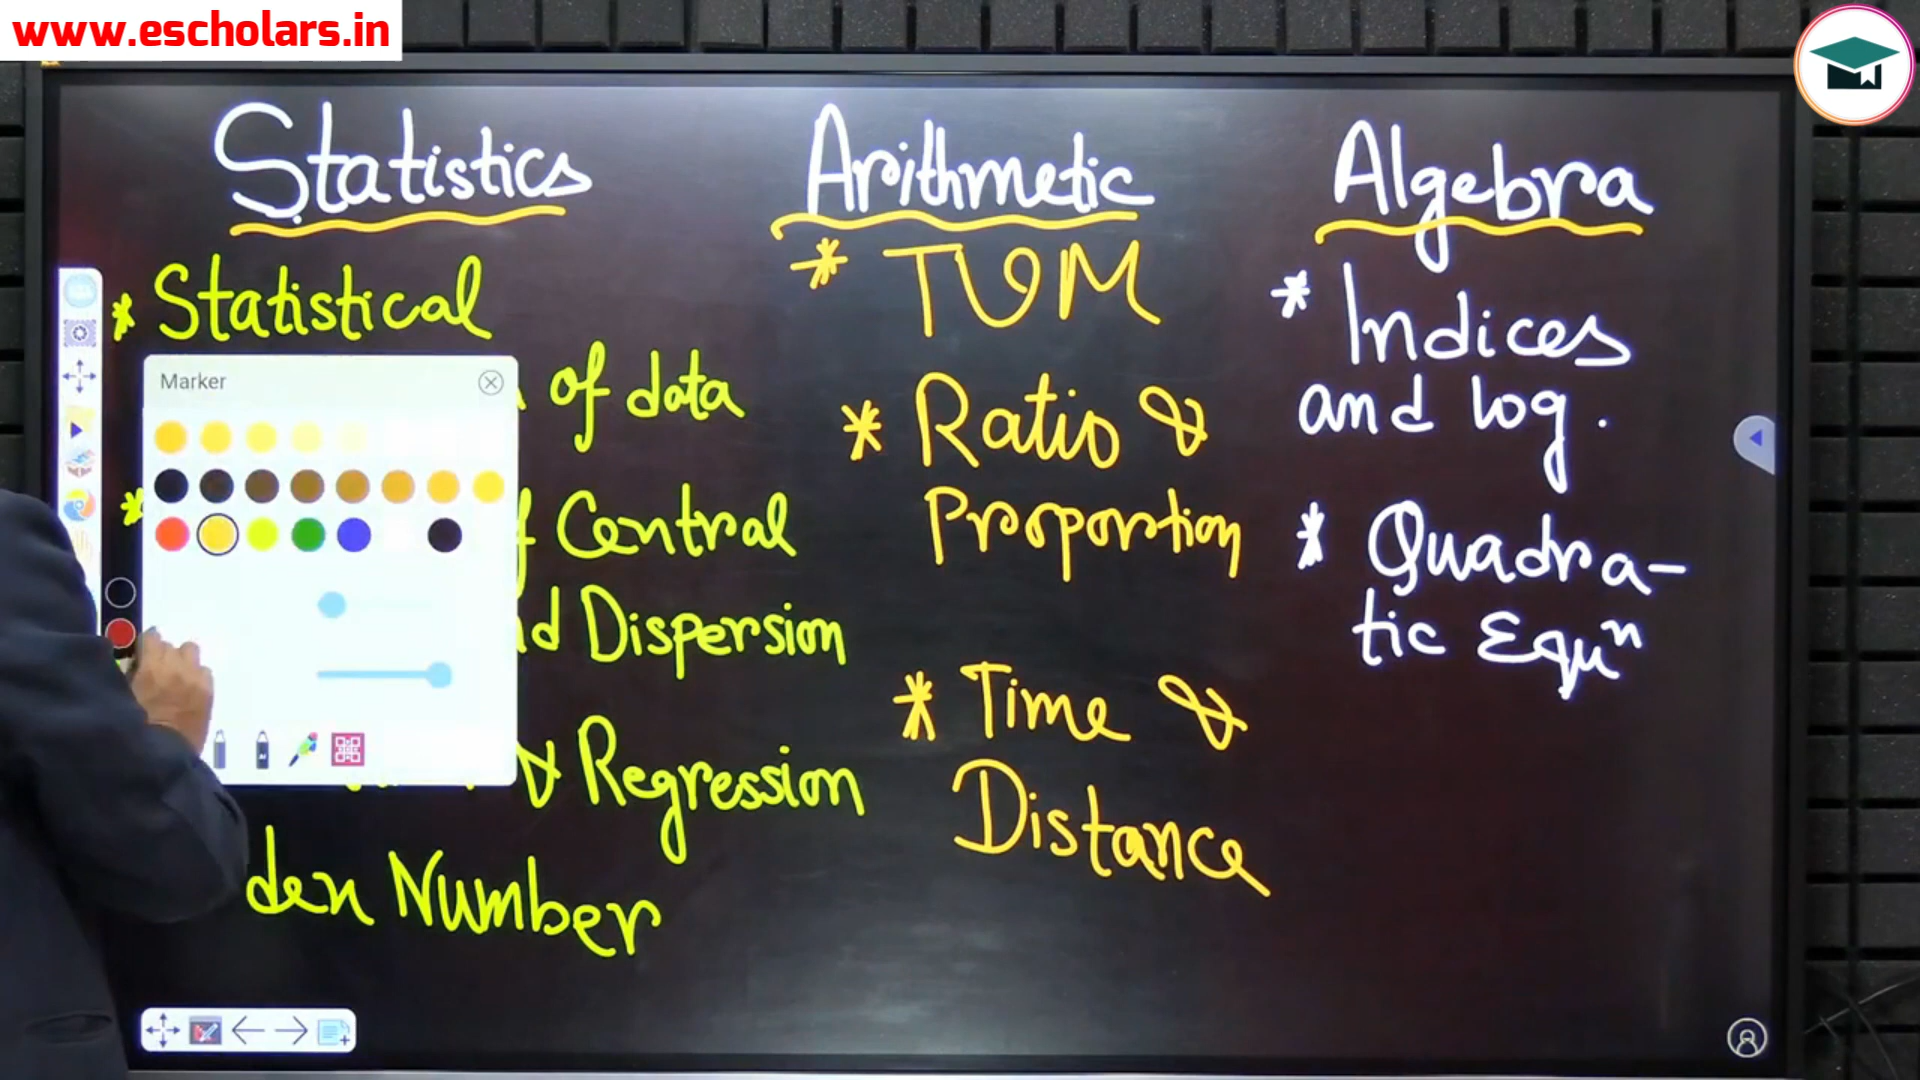 www.escholars.in
Statistics
* Statistical
of data
*
Central
Dispersion
& Regression
dex Number
Arithmetic
* TVM
* Ratio &
Proportion
* Time &
Distance
Algebra
* Indices
and log.
* Quadra-
tic Equⁿ
Marker